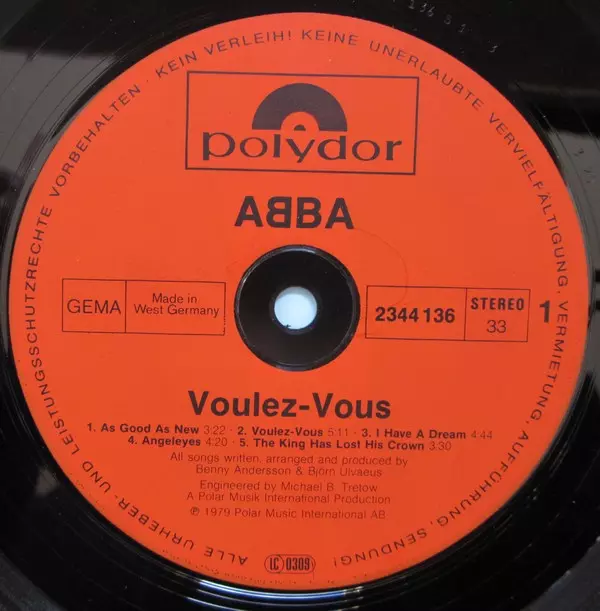 ALLE URHEBER- UND LEISTUNGSSCHUTZRECHTE VORBEHALTEN · KEIN VERLEIH! KEINE UNERLAUBTE VERVIELFÄLTIGUNG, VERMIETUNG, AUFFÜHRUNG, SENDUNG!
polydor
ABBA
GEMA
Made in
West Germany
2344 136
STEREO
33
1
Voulez-Vous
1. As Good As New 3:22 · 2. Voulez-Vous 5:11 · 3. I Have A Dream 4:44
4. Angeleyes 4:20 · 5. The King Has Lost His Crown 3:30
All songs written, arranged and produced by
Benny Andersson & Björn Ulvaeus
Engineered by Michael B. Tretow
A Polar Musik International Production
℗ 1979 Polar Music International AB
LC 0309